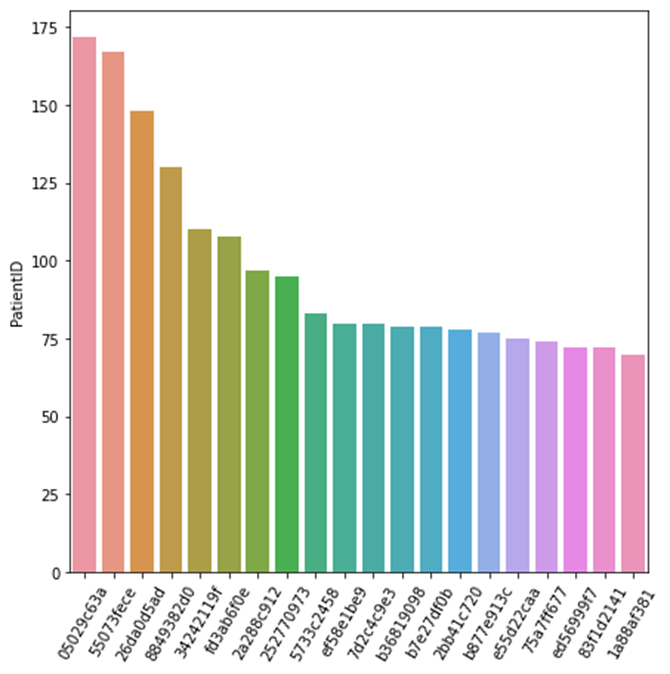 175
150
125
100
75
50
25
0
PatientID
05029c63a
55073fece
26da0d5ad
8849382d0
34242119f
fd3ab6f0e
2a288c912
252770973
5733c2458
ef58e1be9
7d2c4c9e3
b36819098
b7e27df0b
2bb41c720
b877e913c
e55d22caa
75a7ff677
ed56999f7
83f1d2141
1a88af381